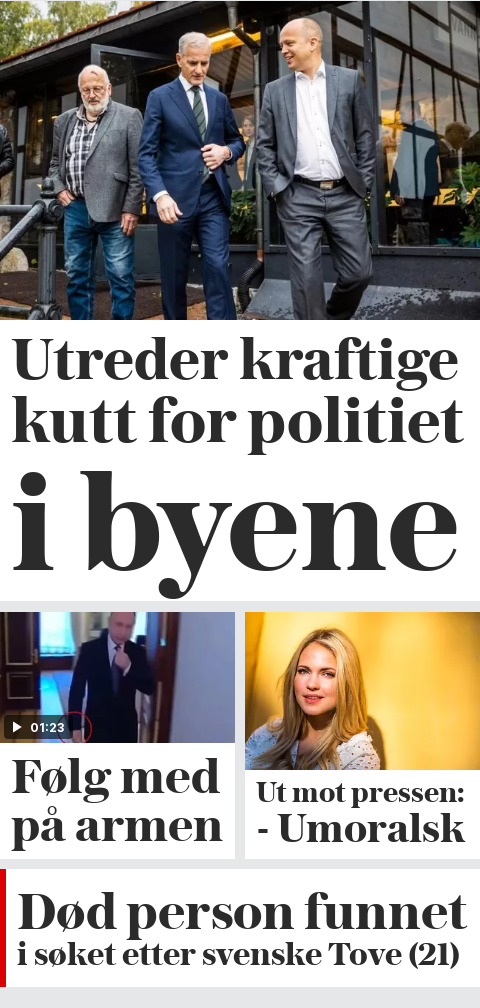 Utreder kraftige
kutt for politiet
i byene
01:23
Følg med
på armen
Ut mot pressen:
- Umoralsk
Død person funnet
i søket etter svenske Tove (21)